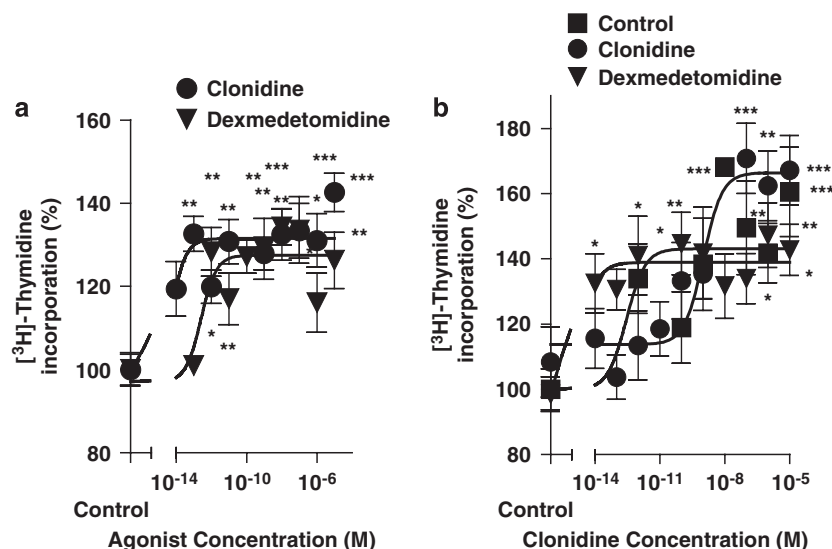 a
Clonidine
Dexmedetomidine
[³H]-Thymidine
incorporation (%)
160
140
120
100
80
**
**
**
**
**
***
**
***
*
***
**
*
**
Control
10⁻¹⁴
10⁻¹⁰
10⁻⁶
Agonist Concentration (M)
b
Control
Clonidine
Dexmedetomidine
[³H]-Thymidine
incorporation (%)
180
160
140
120
100
80
*
*
*
**
***
***
**
***
***
**
**
*
*
Control
10⁻¹⁴
10⁻¹¹
10⁻⁸
10⁻⁵
Clonidine Concentration (M)